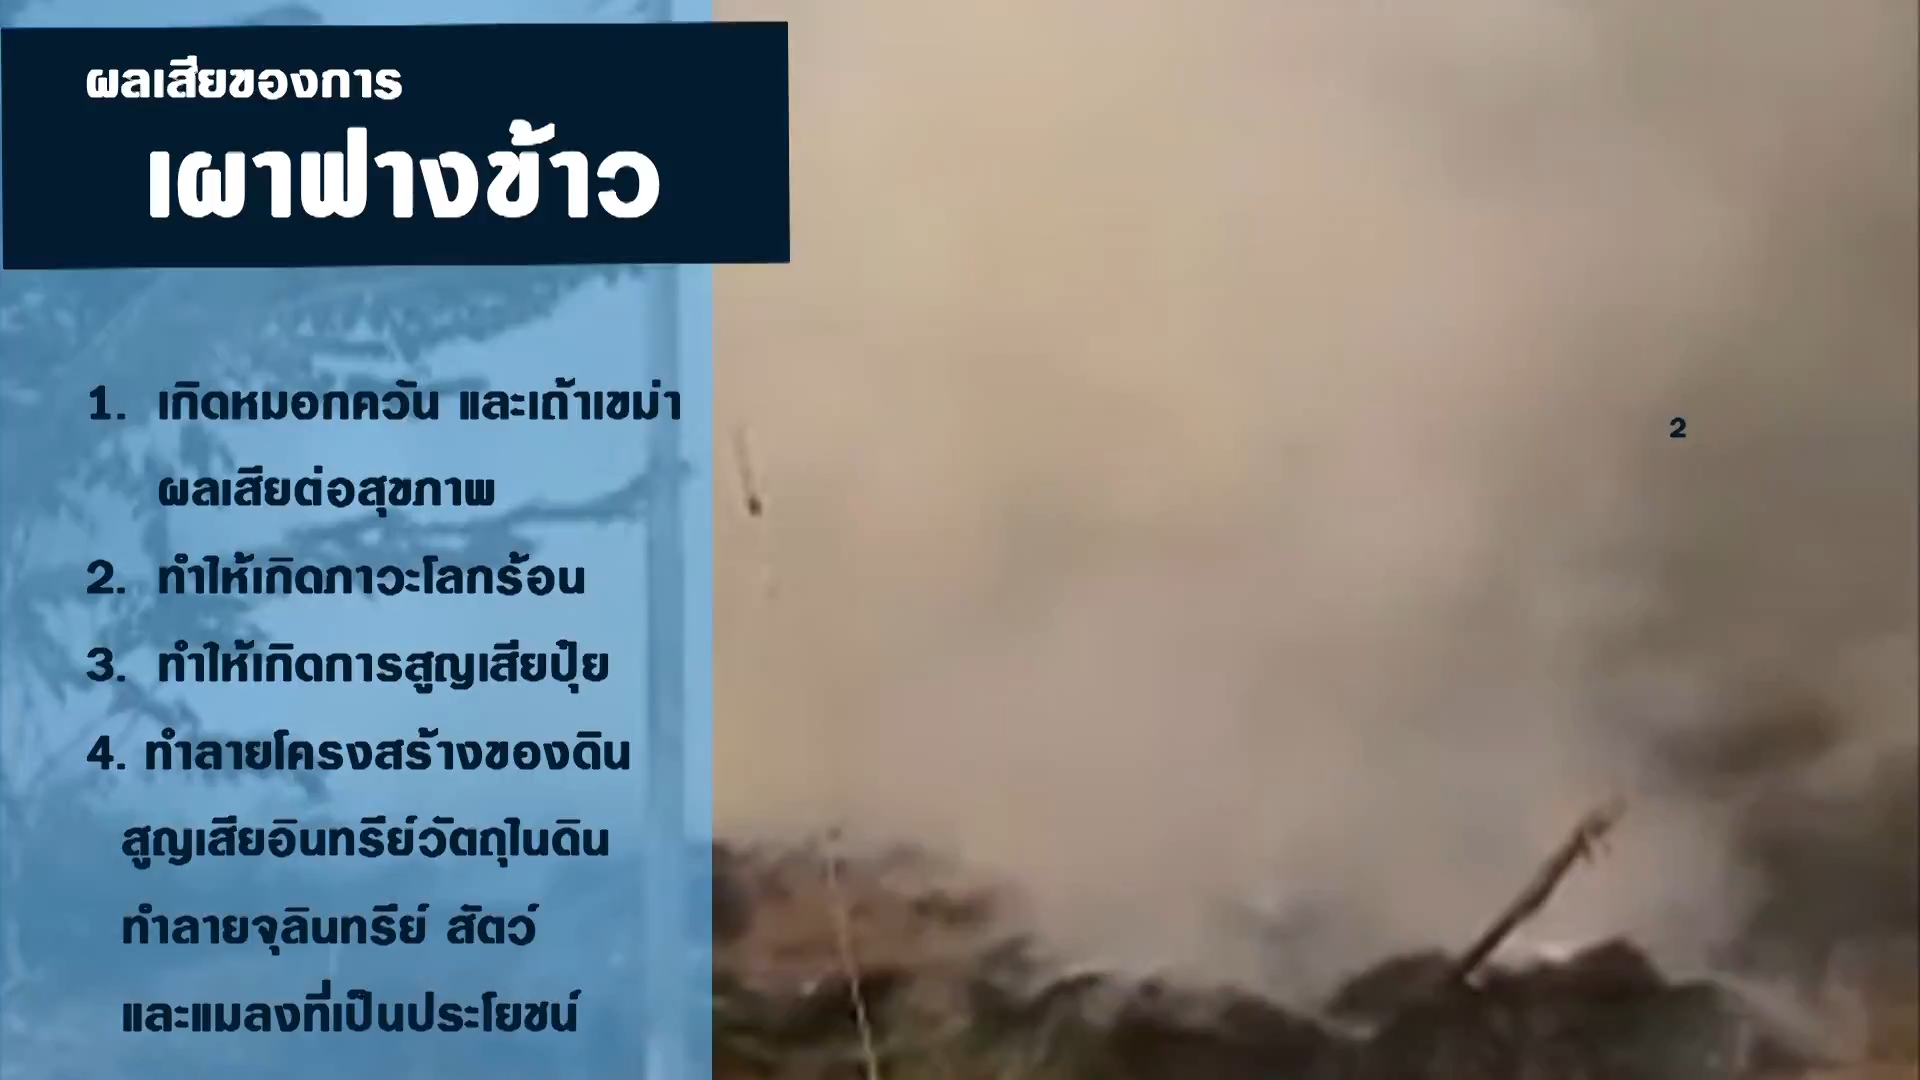 ผลเสียของการ
เผาฟางข้าว
1. เกิดหมอกควัน และเถ้าเขม่า
ผลเสียต่อสุขภาพ
2. ทำให้เกิดภาวะโลกร้อน
3. ทำให้เกิดการสูญเสียปุ๋ย
4. ทำลายโครงสร้างของดิน
สูญเสียอินทรีย์วัตถุในดิน
ทำลายจุลินทรีย์ สัตว์
และแมลงที่เป็นประโยชน์
2